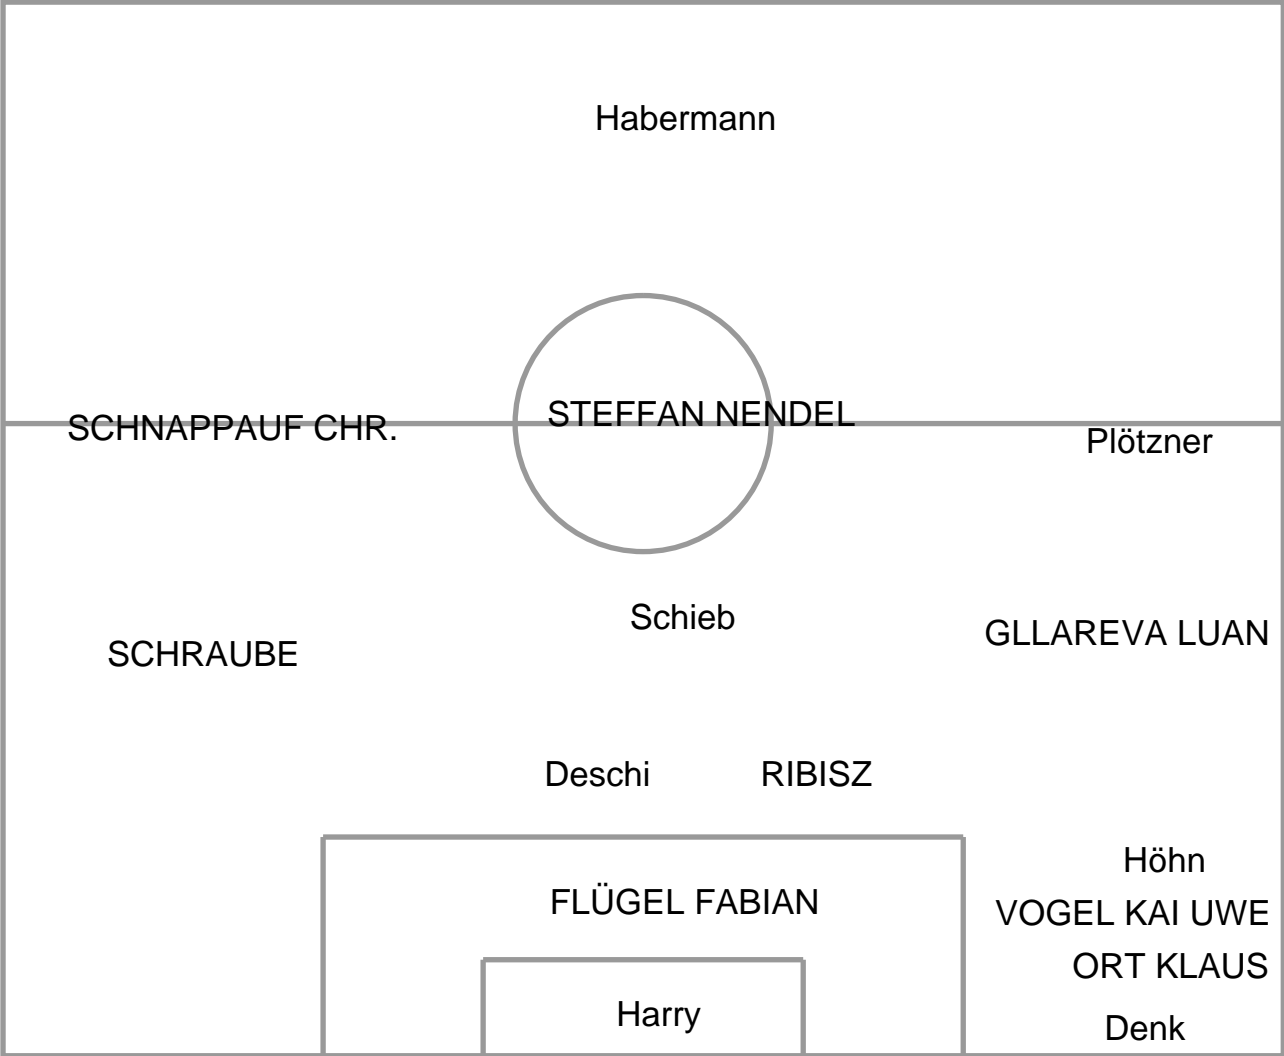 Habermann
SCHNAPPAUF CHR.
STEFFAN NENDEL
Plötzner
Schieb
GLLAREVA LUAN
SCHRAUBE
Deschi
RIBISZ
Höhn
FLÜGEL FABIAN
VOGEL KAI UWE
ORT KLAUS
Harry
Denk